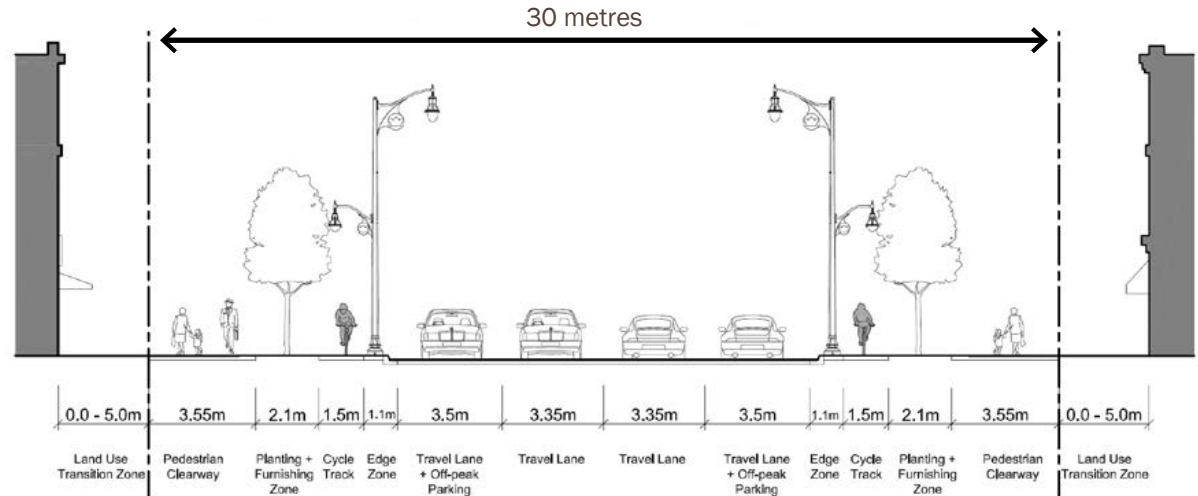 30 metres
0.0 - 5.0m 3.55m 2.1m 1.5m 1.1m 3.5m 3.35m 3.35m 3.5m 1.1m 1.5m 2.1m 3.55m 0.0 - 5.0m
Land Use
Transition Zone
Pedestrian
Clearway
Planting +
Furnishing
Zone
Cycle
Track
Edge
Zone
Travel Lane
+ Off-peak
Parking
Travel Lane
Travel Lane
Travel Lane
+ Off-peak
Parking
Edge
Zone
Cycle
Track
Planting +
Furnishing
Zone
Pedestrian
Clearway
Land Use
Transition Zone